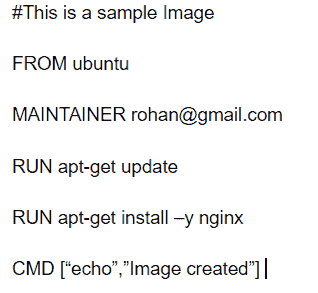 #This is a sample Image
FROM ubuntu
MAINTAINER rohan@gmail.com
RUN apt-get update
RUN apt-get install –y nginx
CMD [“echo”,”Image created”]